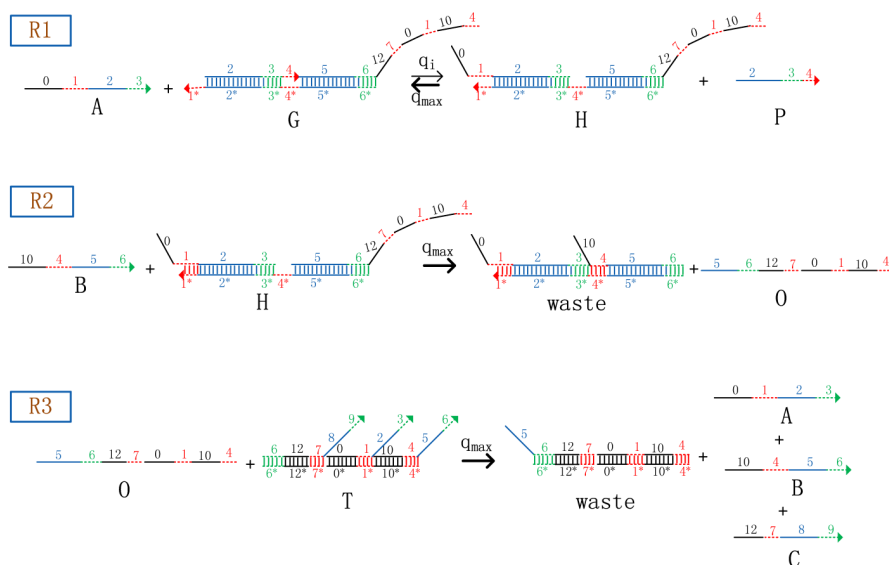 R1
0 1 2 3
A
+
2 3 4 5 6 12 7 0 1 10 4
1* 2* 3* 4* 5* 6*
G
q_i
q_max
0 1 2 3 5 6 12 7 0 1 10 4
1* 2* 3* 4* 5* 6*
H
+
2 3 4
P
R2
10 4 5 6
B
+
0 1 2 3 5 6 12 7 0 1 10 4
1* 2* 3* 4* 5* 6*
H
q_max
0 1 2 3 10 4 5 6
1* 2* 3* 4* 5* 6*
waste
+
5 6 12 7 0 1 10 4
O
R3
5 6 12 7 0 1 10 4
O
+
6 12 7 8 9 0 1 2 3 10 4 5 6
6* 12* 7* 0* 1* 10* 4*
T
q_max
5 6 12 7 0 1 10 4
6* 12* 7* 0* 1* 10* 4*
waste
+
0 1 2 3
A
+
10 4 5 6
B
+
12 7 8 9
C